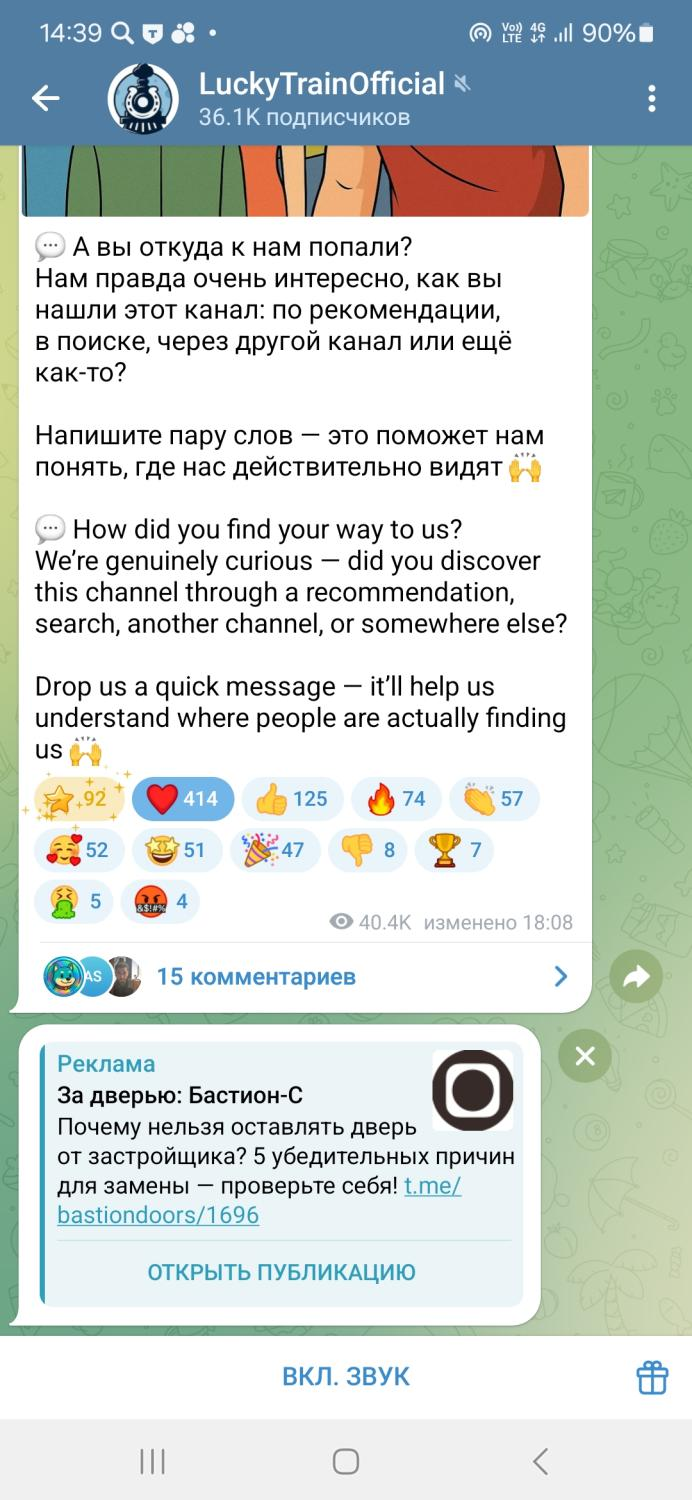 14:39
Vo)) LTE 4G 90%
LuckyTrainOfficial
36.1K подписчиков
А вы откуда к нам попали?
Нам правда очень интересно, как вы
нашли этот канал: по рекомендации,
в поиске, через другой канал или ещё
как-то?
Напишите пару слов — это поможет нам
понять, где нас действительно видят 🙌
How did you find your way to us?
We’re genuinely curious — did you discover
this channel through a recommendation,
search, another channel, or somewhere else?
Drop us a quick message — it’ll help us
understand where people are actually finding
us 🙌
⭐ 92 ❤️ 414 👍 125 🔥 74 👏 57
🥰 52 🤩 51 🎉 47 👎 8 🏆 7
🤮 5 🤬 4
40.4K изменено 18:08
AS 15 комментариев
Реклама
За дверью: Бастион-С
Почему нельзя оставлять дверь
от застройщика? 5 убедительных причин
для замены — проверьте себя! t.me/
bastiondoors/1696
ОТКРЫТЬ ПУБЛИКАЦИЮ
ВКЛ. ЗВУК